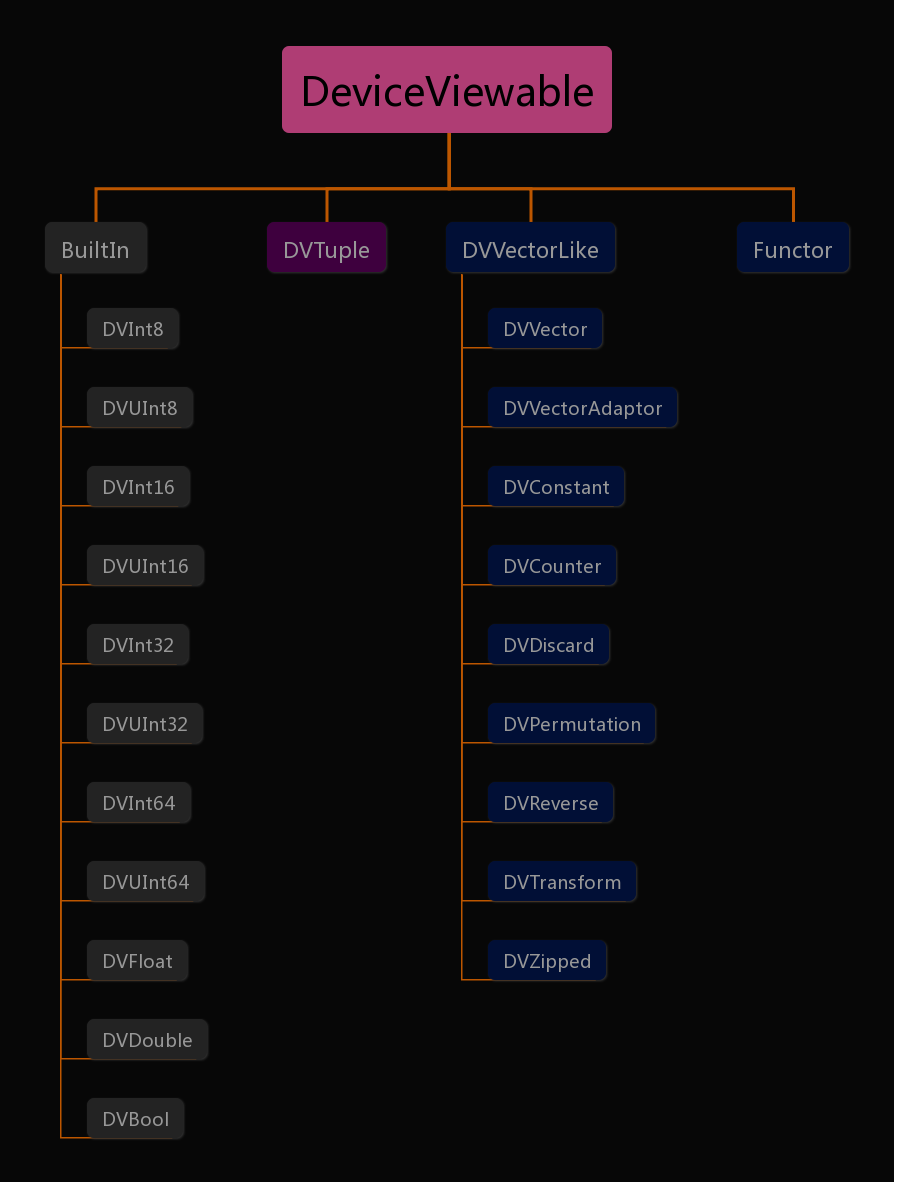 DeviceViewable
BuiltIn
DVTuple
DVVectorLike
Functor
DVInt8
DVUInt8
DVInt16
DVUInt16
DVInt32
DVUInt32
DVInt64
DVUInt64
DVFloat
DVDouble
DVBool
DVVector
DVVectorAdaptor
DVConstant
DVCounter
DVDiscard
DVPermutation
DVReverse
DVTransform
DVZipped